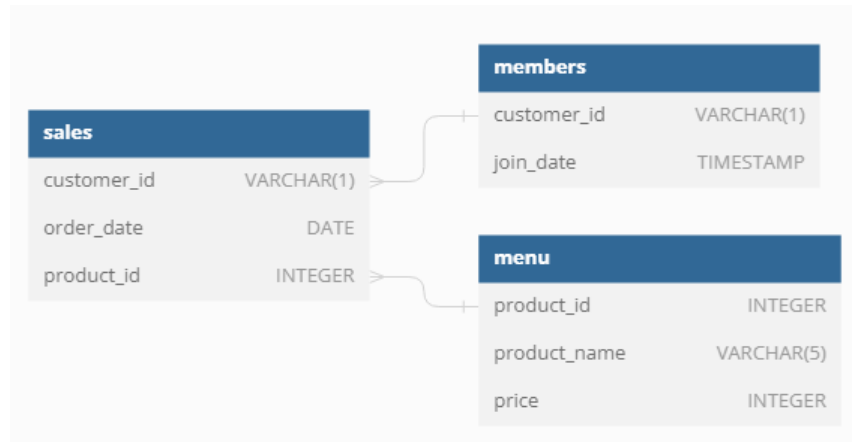 sales
customer_id VARCHAR(1)
order_date DATE
product_id INTEGER
members
customer_id VARCHAR(1)
join_date TIMESTAMP
menu
product_id INTEGER
product_name VARCHAR(5)
price INTEGER